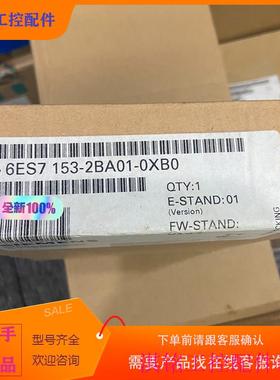 工控配件
6ES7 153-2BA01-0XB0
QTY:1
E-STAND: 01
(Version)
FW-STAND:
全新100%
SALE
手
品
型号齐全
欢迎咨询
下单前请跟客服确认
需要产品找在线客服咨询